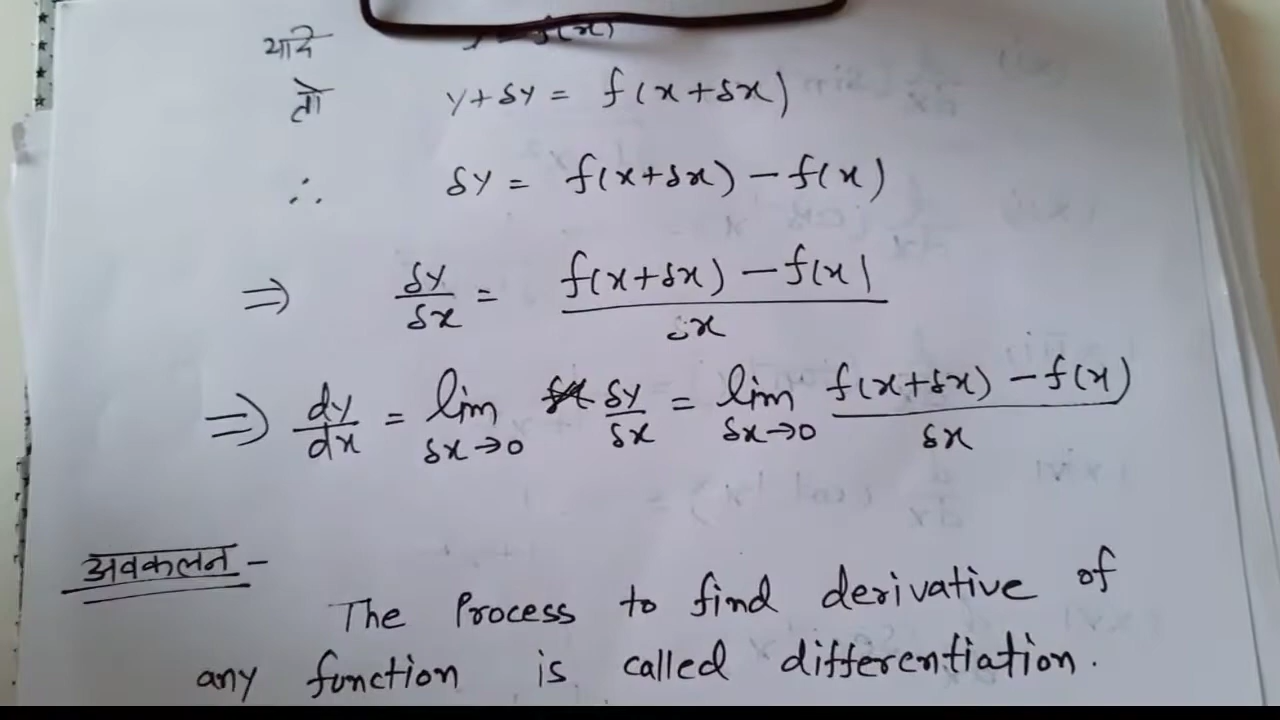 यदि f(x)
तो y+δy = f(x+δx)
∴ δy = f(x+δx) – f(x)
⇒ δy/δx = f(x+δx) – f(x) / δx
⇒ dy/dx = lim δx→0 δy/δx = lim δx→0 f(x+δx) – f(x) / δx
अवकलन –
The Process to find derivative of
any function is called differentiation.